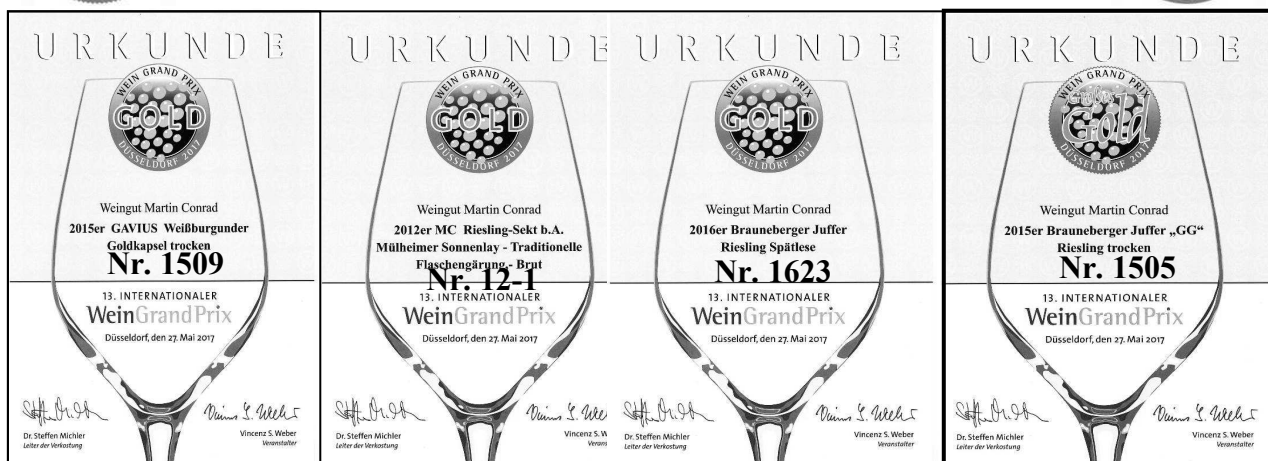 URKUNDE
WEIN GRAND PRIX
GOLD
DÜSSELDORF 2017
Weingut Martin Conrad
2015er GAVIUS Weißburgunder
Goldkapsel trocken
Nr. 1509
13. INTERNATIONALER
WeinGrandPrix
Düsseldorf, den 27. Mai 2017
Dr. Steffen Michler
Leiter der Verkostung
Vincenz S. Weber
Veranstalter
URKUNDE
WEIN GRAND PRIX
GOLD
DÜSSELDORF 2017
Weingut Martin Conrad
2012er MC Riesling-Sekt b.A.
Mülheimer Sonnenlay - Traditionelle
Flaschengärung - Brut
Nr. 12-1
13. INTERNATIONALER
WeinGrandPrix
Düsseldorf, den 27. Mai 2017
Dr. Steffen Michler
Leiter der Verkostung
Vincenz S. W
Verans
URKUNDE
WEIN GRAND PRIX
GOLD
DÜSSELDORF 2017
Weingut Martin Conrad
2016er Brauneberger Juffer
Riesling Spätlese
Nr. 1623
13. INTERNATIONALER
WeinGrandPrix
Düsseldorf, den 27. Mai 2017
Dr. Steffen Michler
Leiter der Verkostung
Vincenz S. Weber
Veranstalter
URKUNDE
WEIN GRAND PRIX
Großes
Gold
DÜSSELDORF 2017
Weingut Martin Conrad
2015er Brauneberger Juffer „GG“
Riesling trocken
Nr. 1505
13. INTERNATIONALER
WeinGrandPrix
Düsseldorf, den 27. Mai 2017
Dr. Steffen Michler
Leiter der Verkostung
Vincenz S. Weber
Veranstalter